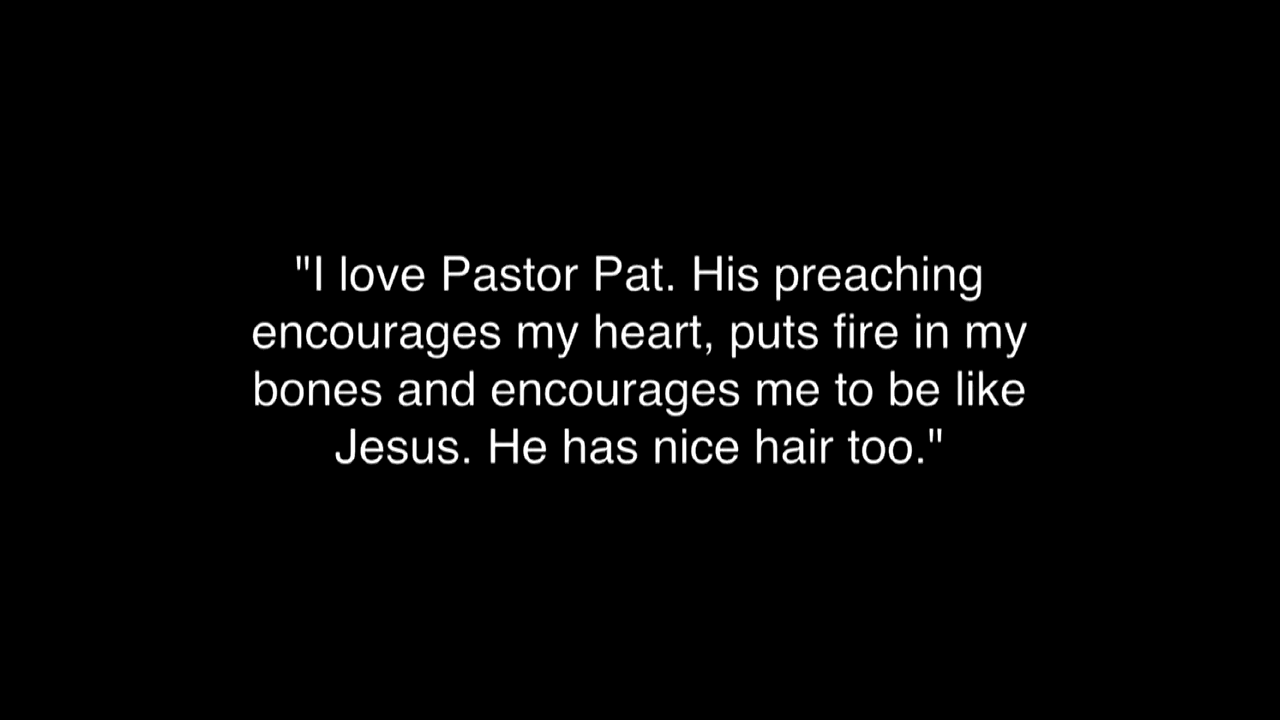 "I love Pastor Pat. His preaching
encourages my heart, puts fire in my
bones and encourages me to be like
Jesus. He has nice hair too."